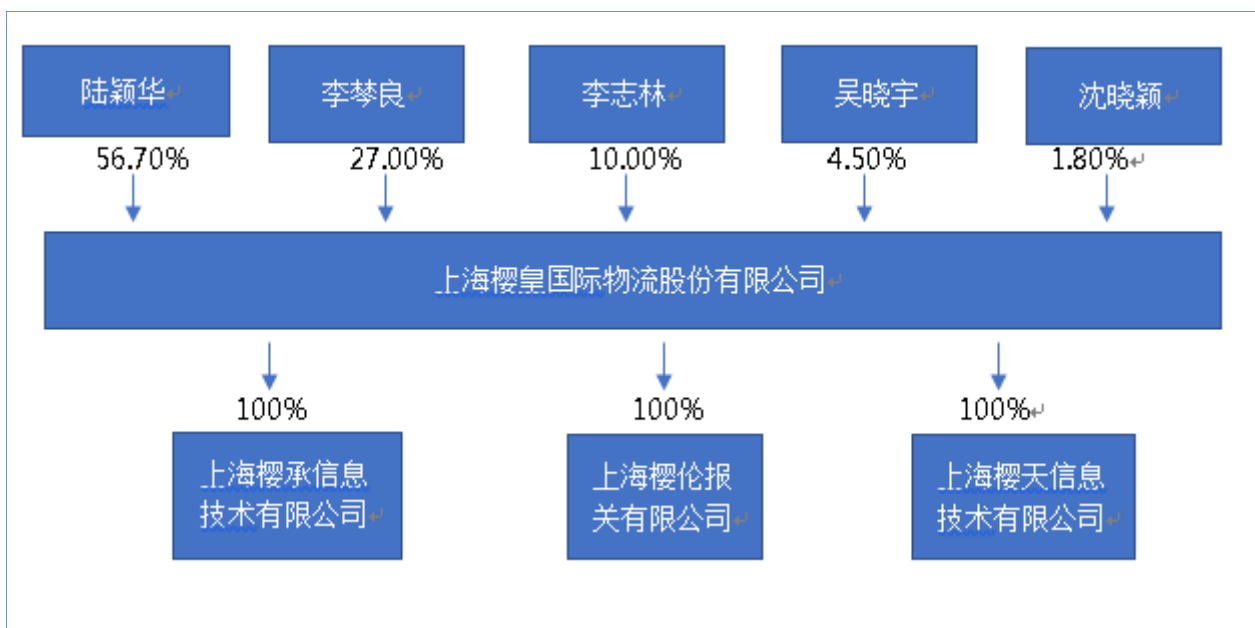 陆颖华
李琴良
李志林
吴晓宇
沈晓颖
56.70%
27.00%
10.00%
4.50%
1.80%
上海樱皇国际物流股份有限公司
100%
100%
100%
上海樱承信息
技术有限公司
上海樱伦报
关有限公司
上海樱天信息
技术有限公司